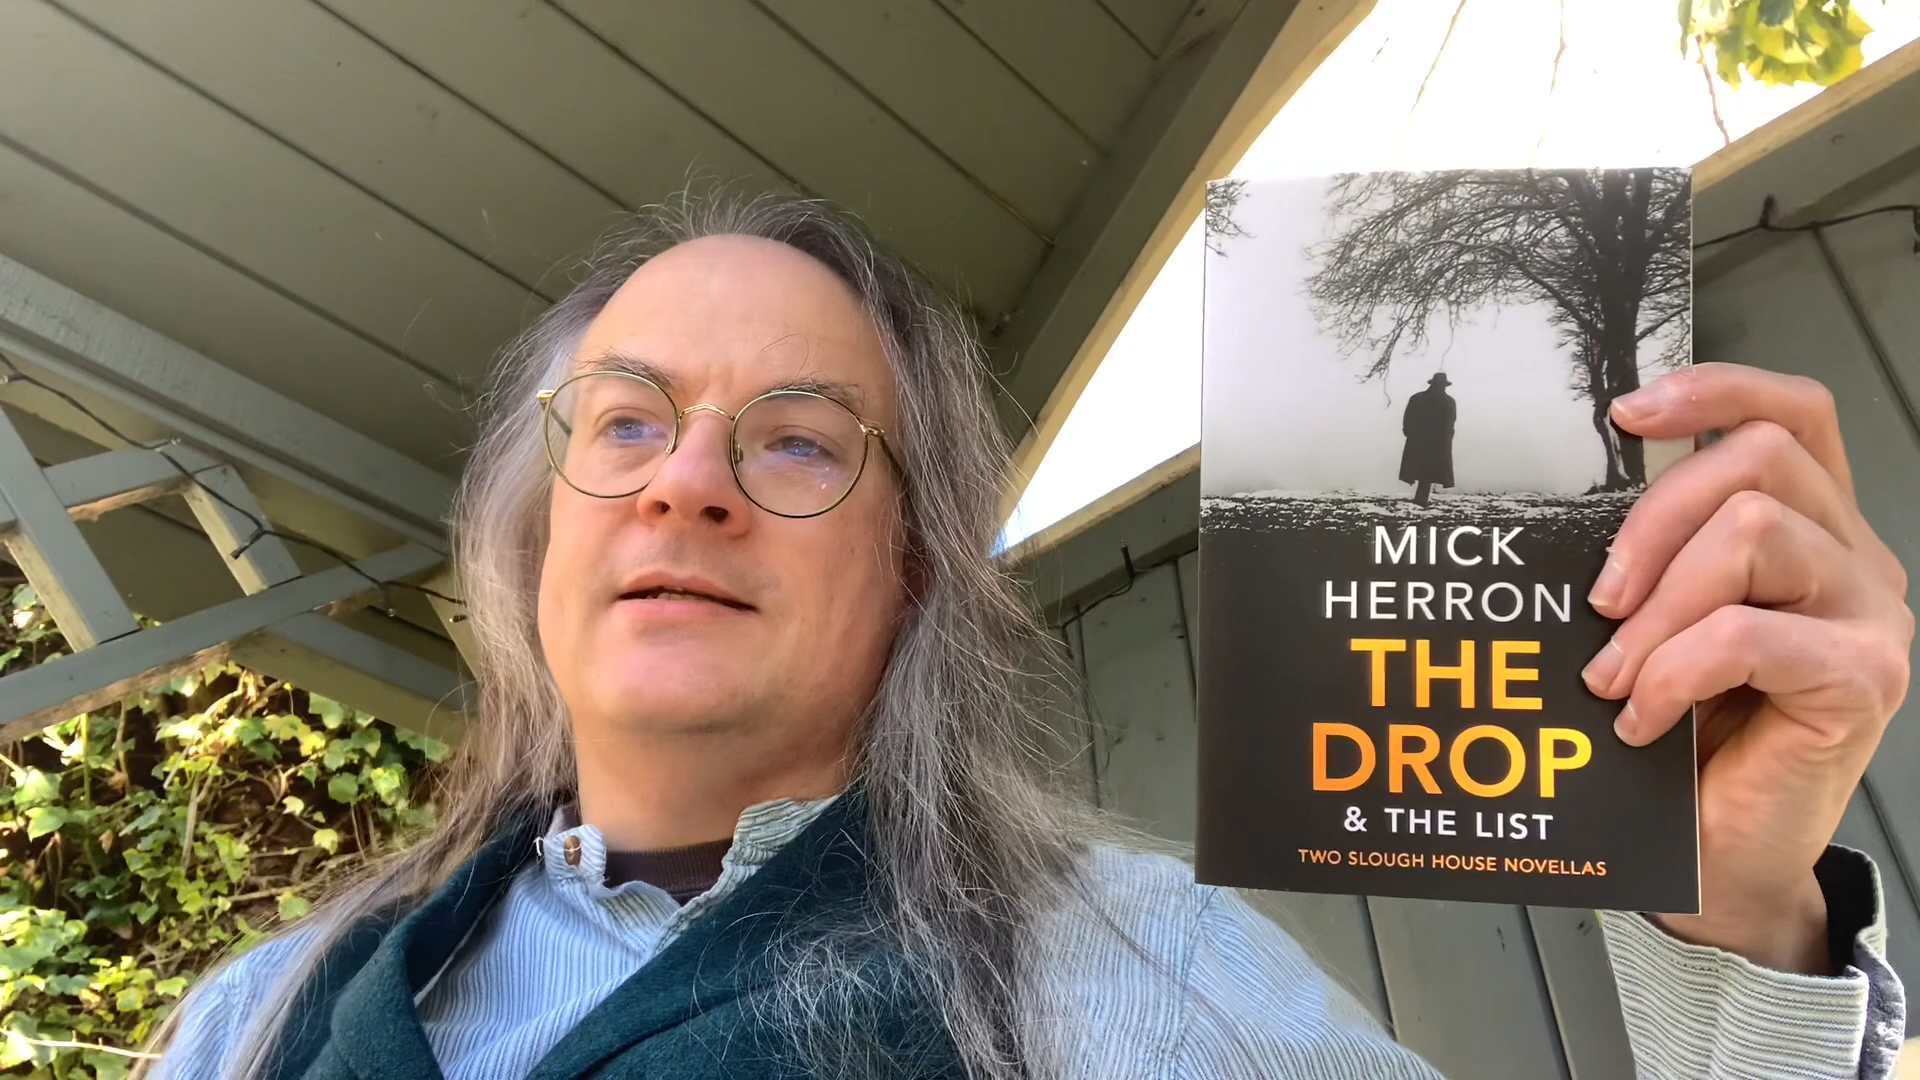 MICK
HERRON
THE
DROP
& THE LIST
TWO SLOUGH HOUSE NOVELLAS